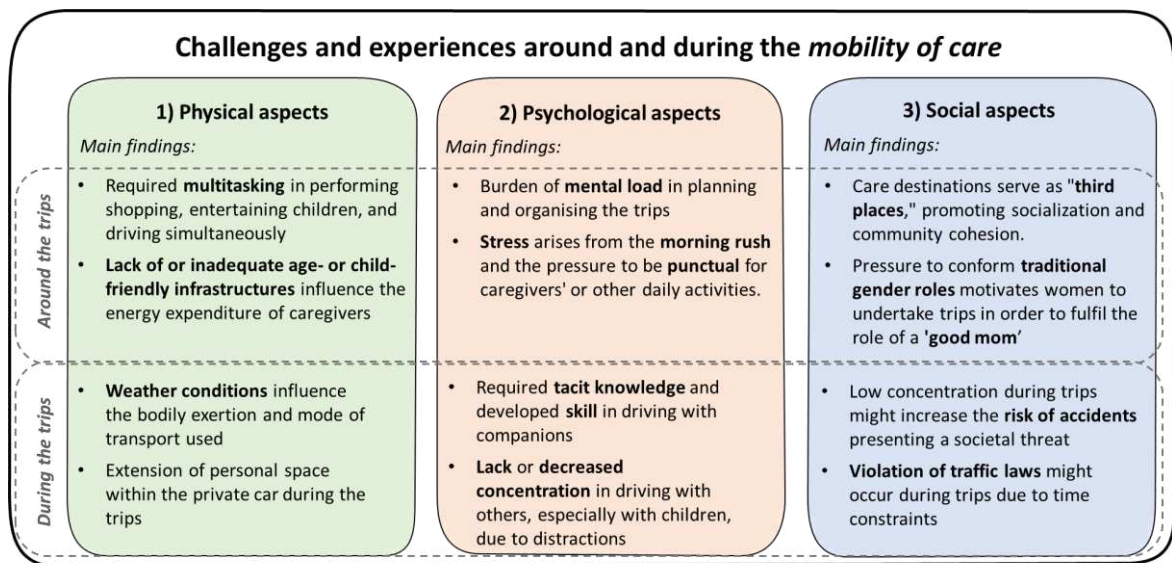 Challenges and experiences around and during the mobility of care
1) Physical aspects
Main findings:
Around the trips
• Required multitasking in performing
shopping, entertaining children, and
driving simultaneously
• Lack of or inadequate age- or child-
friendly infrastructures influence the
energy expenditure of caregivers
During the trips
• Weather conditions influence
the bodily exertion and mode of
transport used
• Extension of personal space
within the private car during the
trips
2) Psychological aspects
Main findings:
• Burden of mental load in planning
and organising the trips
• Stress arises from the morning rush
and the pressure to be punctual for
caregivers' or other daily activities.
• Required tacit knowledge and
developed skill in driving with
companions
• Lack or decreased
concentration in driving with
others, especially with children,
due to distractions
3) Social aspects
Main findings:
• Care destinations serve as "third
places," promoting socialization and
community cohesion.
• Pressure to conform traditional
gender roles motivates women to
undertake trips in order to fulfil the
role of a 'good mom’
• Low concentration during trips
might increase the risk of accidents
presenting a societal threat
• Violation of traffic laws might
occur during trips due to time
constraints